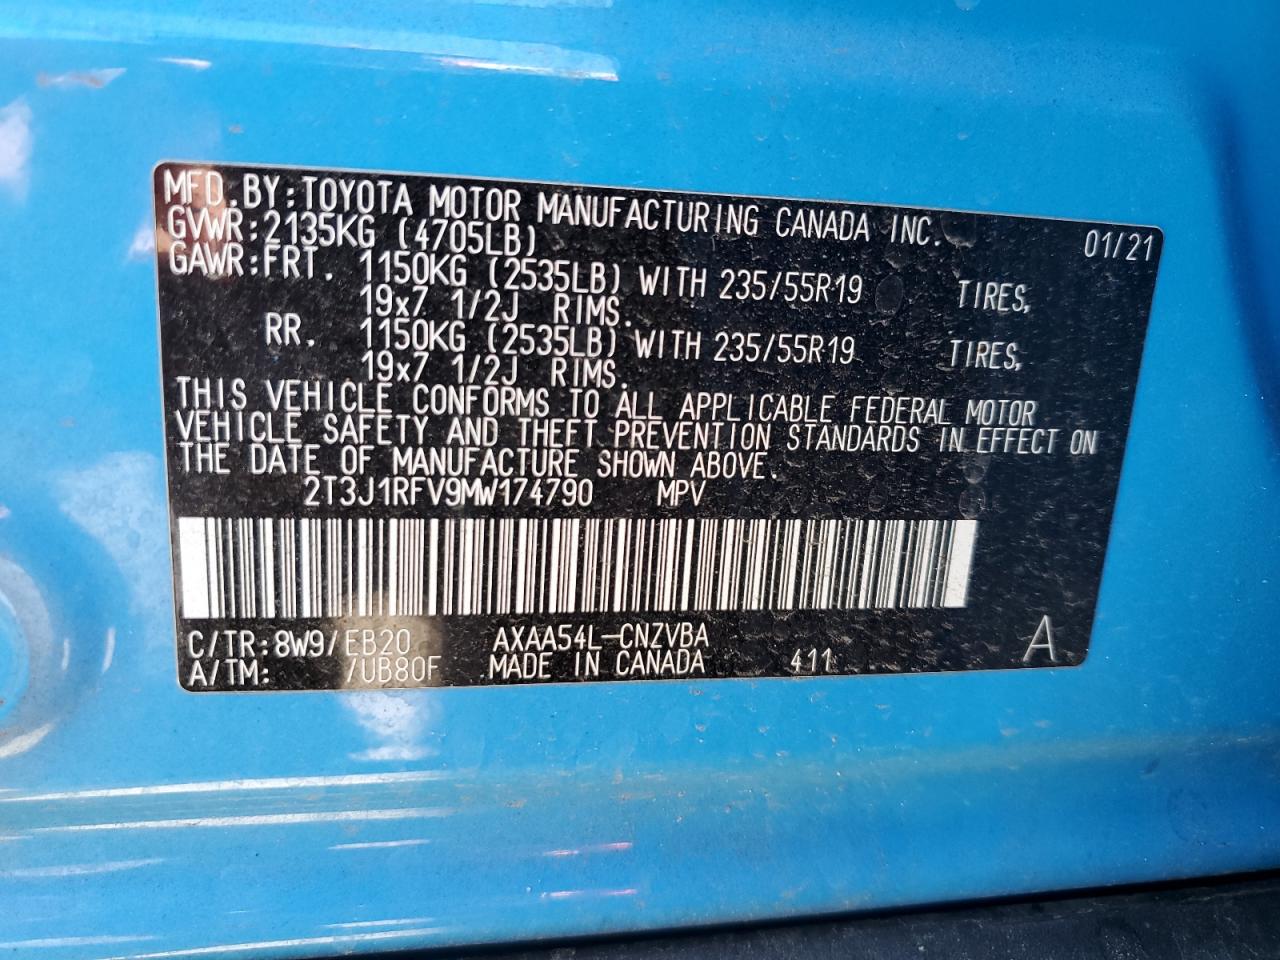 MFD. BY: TOYOTA MOTOR MANUFACTURING CANADA INC. 01/21
GVWR: 2135KG (4705LB)
GAWR: FRT. 1150KG (2535LB) WITH 235/55R19 TIRES,
19x7 1/2J RIMS.
RR. 1150KG (2535LB) WITH 235/55R19 TIRES,
19x7 1/2J RIMS.
THIS VEHICLE CONFORMS TO ALL APPLICABLE FEDERAL MOTOR
VEHICLE SAFETY AND THEFT PREVENTION STANDARDS IN EFFECT ON
THE DATE OF MANUFACTURE SHOWN ABOVE.
2T3J1RFV9MW174790 MPV
C/TR: 8W9/EB20 AXAA54L-CNZVBA A
A/TM: /UB80F MADE IN CANADA 411